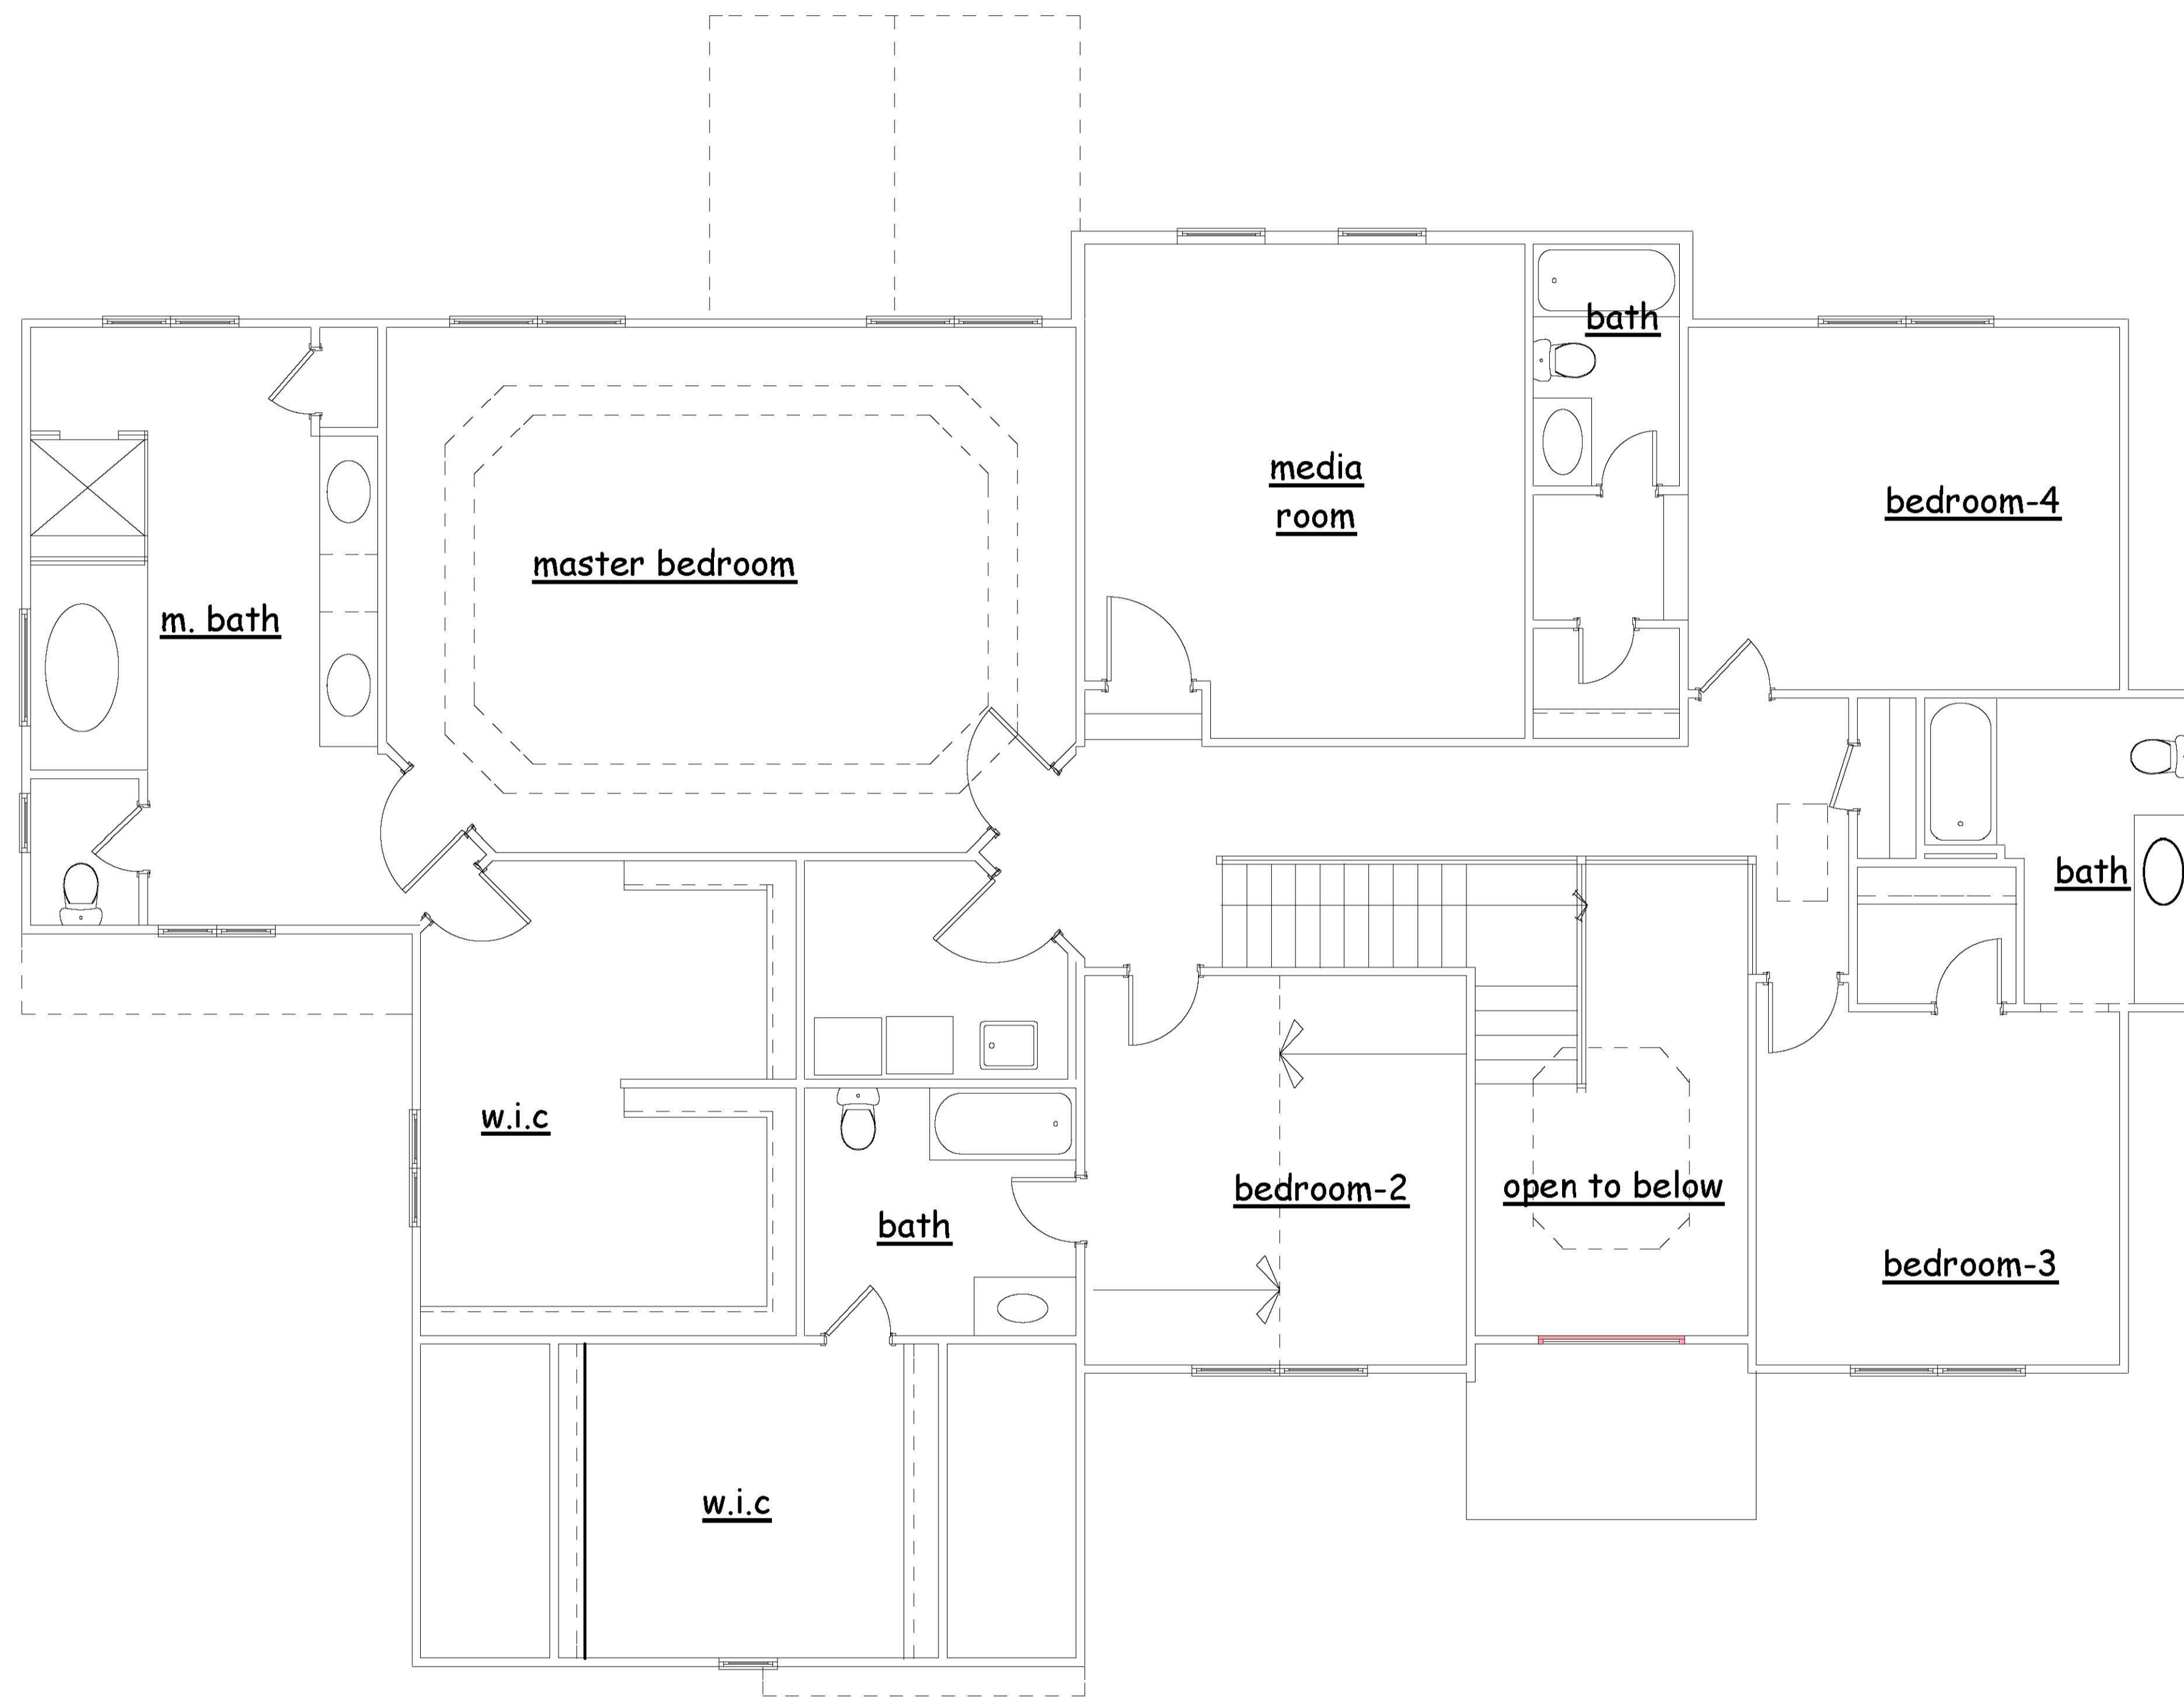 bath
media
room
bedroom-4
master bedroom
m. bath
bath
w.i.c
bedroom-2
open to below
bath
bedroom-3
w.i.c